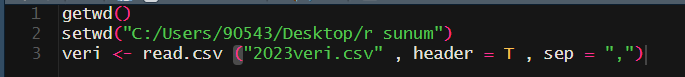 1 getwd()
2 setwd("C:/Users/90543/Desktop/r sunum")
3 veri <- read.csv ("2023veri.csv" , header = T , sep = ",")